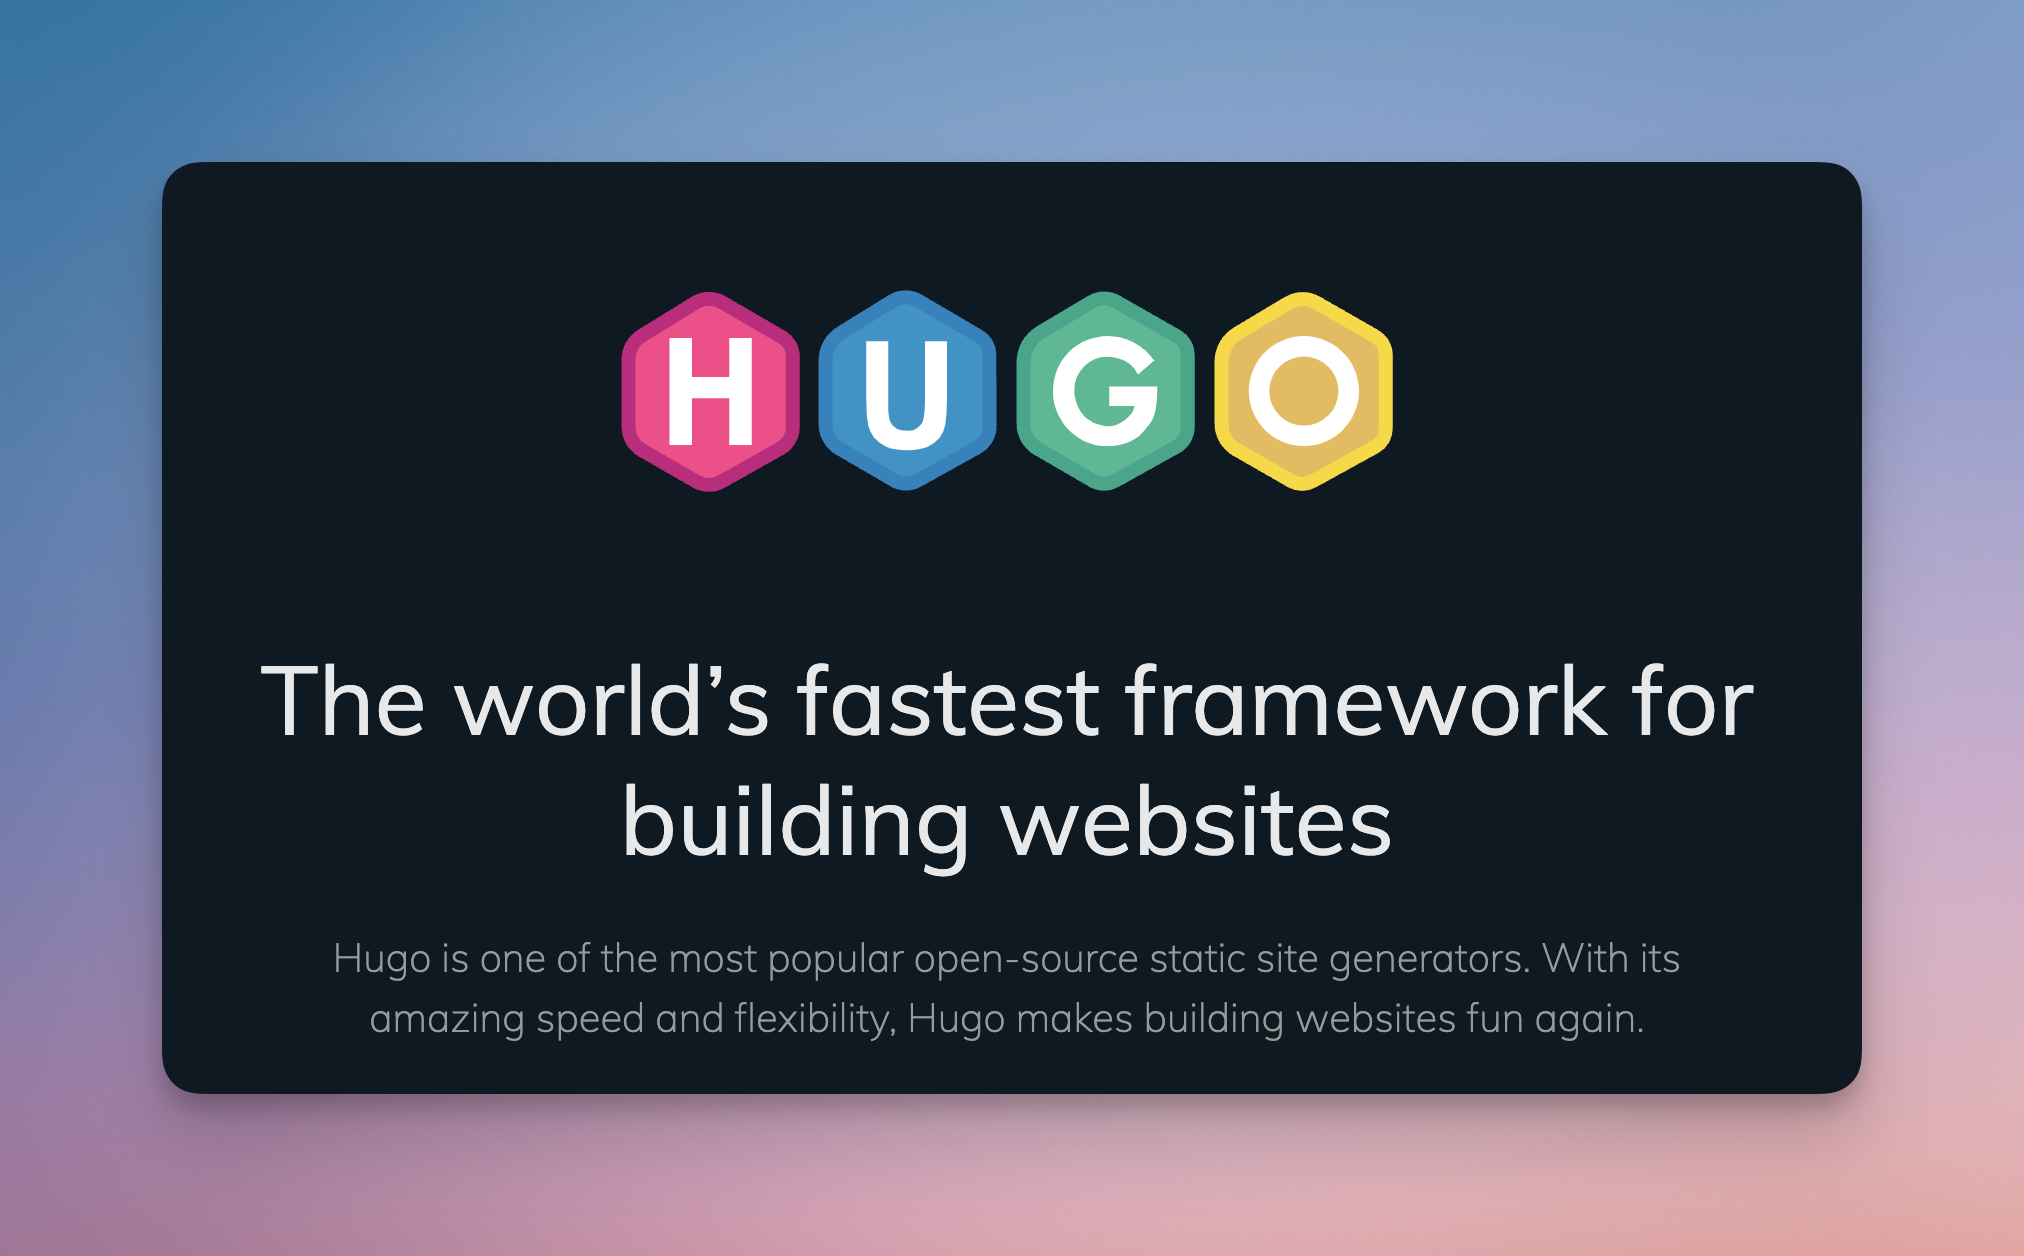 HUGO
The world’s fastest framework for
building websites
Hugo is one of the most popular open-source static site generators. With its
amazing speed and flexibility, Hugo makes building websites fun again.